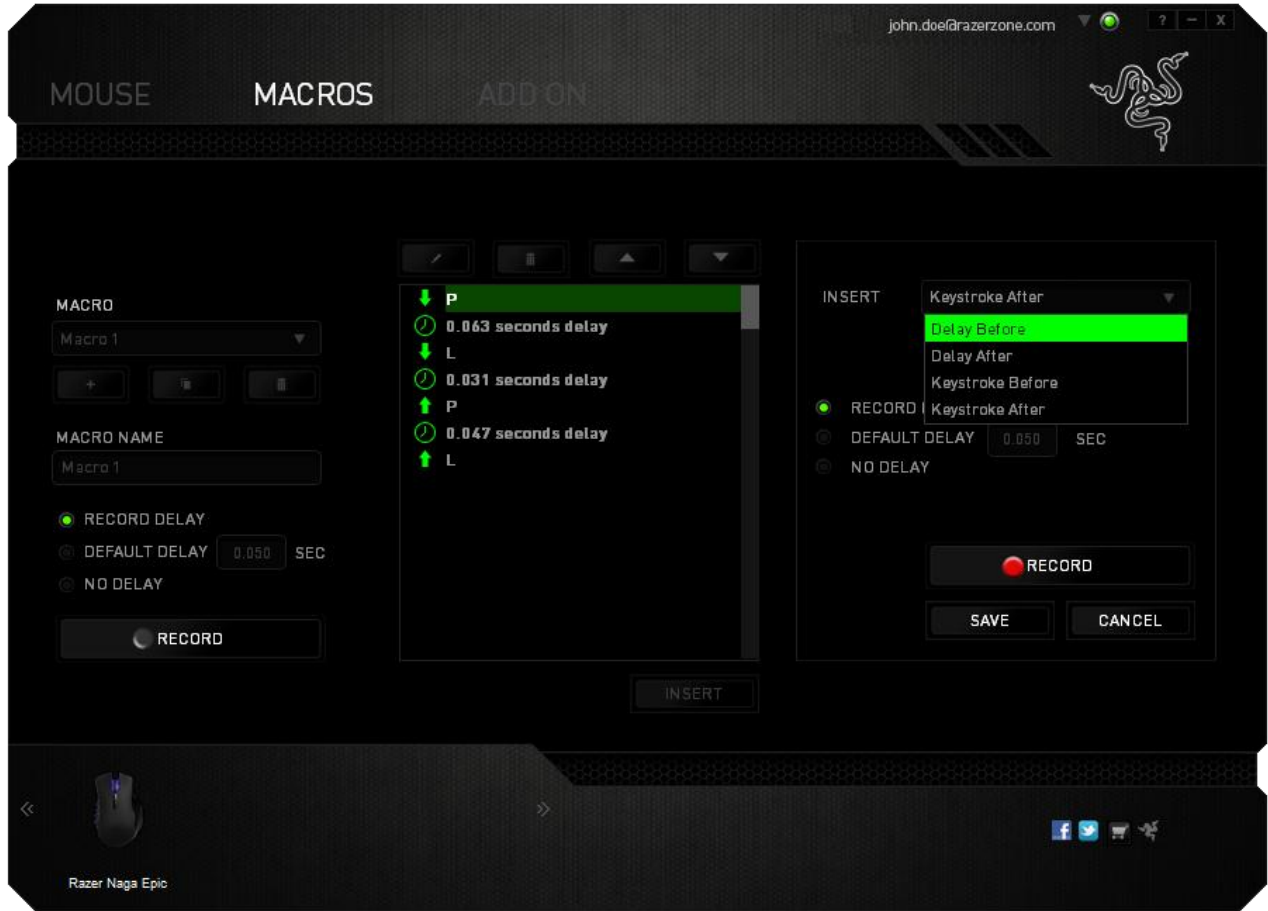 john.doe@razerzone.com
? – X
MOUSE MACROS ADD ON
MACRO
Macro 1
+
MACRO NAME
Macro 1
RECORD DELAY
DEFAULT DELAY 0.050 SEC
NO DELAY
RECORD
P
0.063 seconds delay
L
0.031 seconds delay
P
0.047 seconds delay
L
INSERT
INSERT Keystroke After
Delay Before
Delay After
Keystroke Before
Keystroke After
RECORD
DEFAULT DELAY 0.050 SEC
NO DELAY
RECORD
SAVE CANCEL
Razer Naga Epic